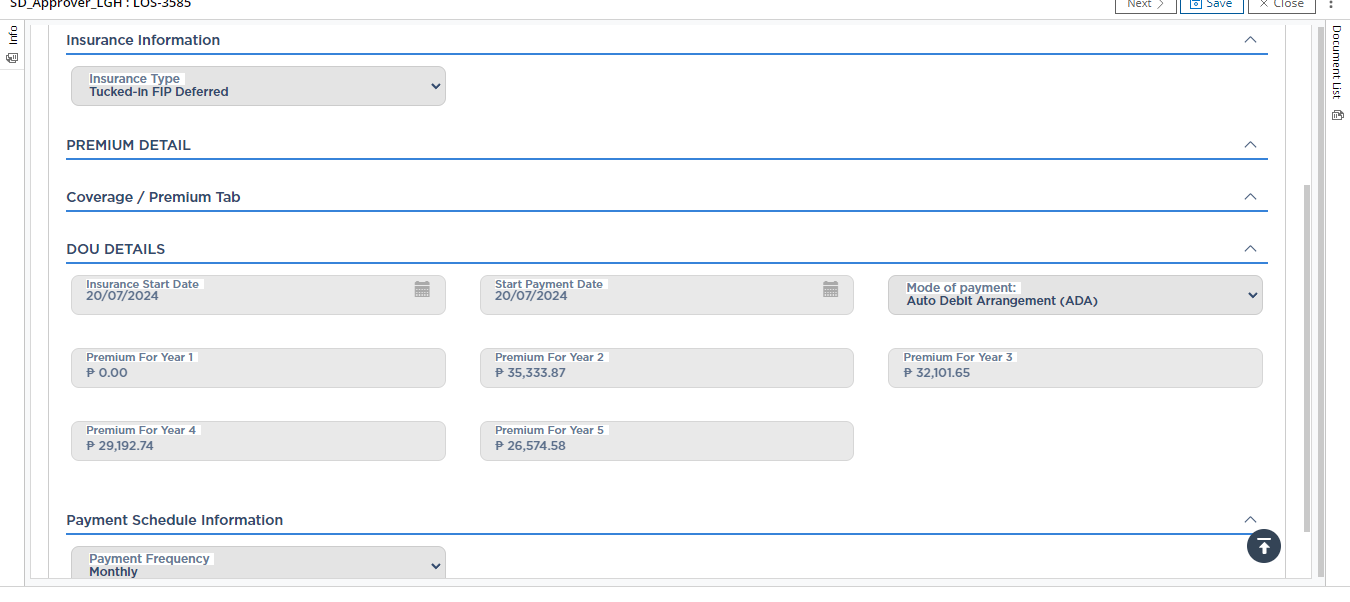 SD_Approver_LGH : LOS-3585
Next
Save
Close
Info
Document List
Insurance Information
Insurance Type
Tucked-in FIP Deferred
PREMIUM DETAIL
Coverage / Premium Tab
DOU DETAILS
Insurance Start Date
20/07/2024
Start Payment Date
20/07/2024
Mode of payment:
Auto Debit Arrangement (ADA)
Premium For Year 1
₱ 0.00
Premium For Year 2
₱ 35,333.87
Premium For Year 3
₱ 32,101.65
Premium For Year 4
₱ 29,192.74
Premium For Year 5
₱ 26,574.58
Payment Schedule Information
Payment Frequency
Monthly